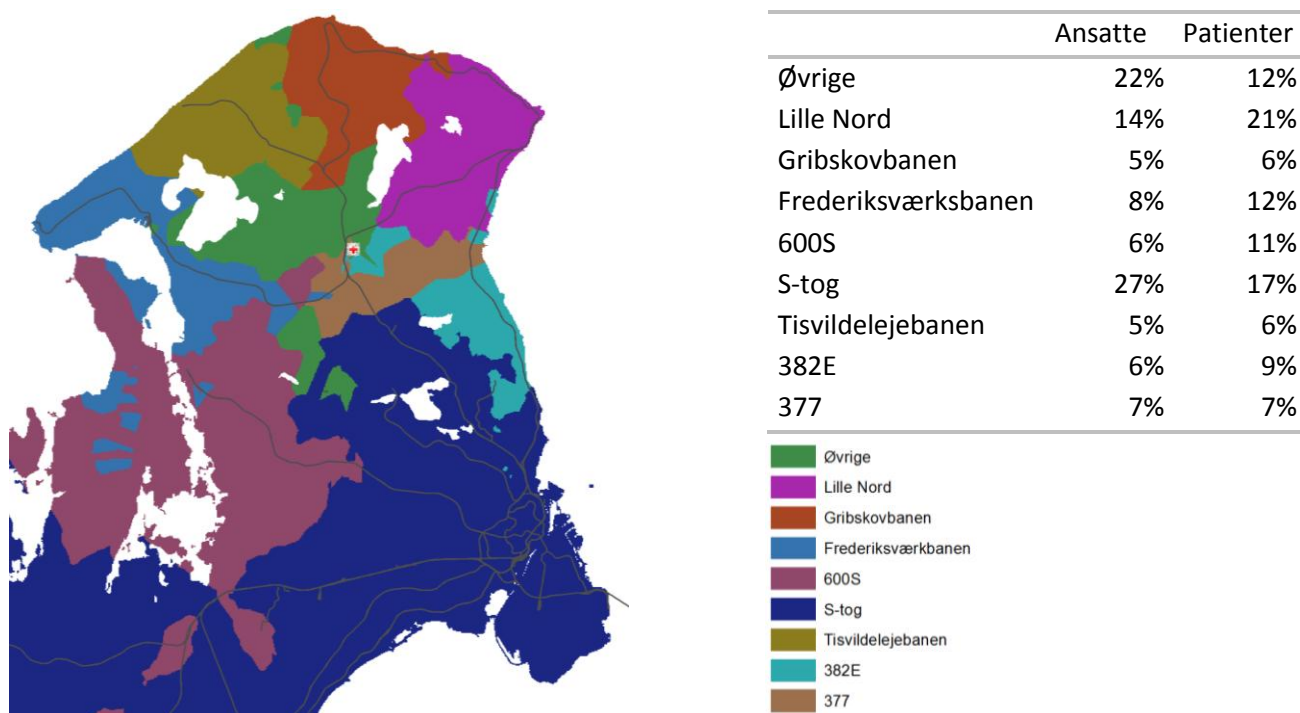 Ansatte Patienter
Øvrige 22% 12%
Lille Nord 14% 21%
Gribskovbanen 5% 6%
Frederiksværksbanen 8% 12%
600S 6% 11%
S-tog 27% 17%
Tisvildelejebanen 5% 6%
382E 6% 9%
377 7% 7%
Øvrige
Lille Nord
Gribskovbanen
Frederiksværkbanen
600S
S-tog
Tisvildelejebanen
382E
377